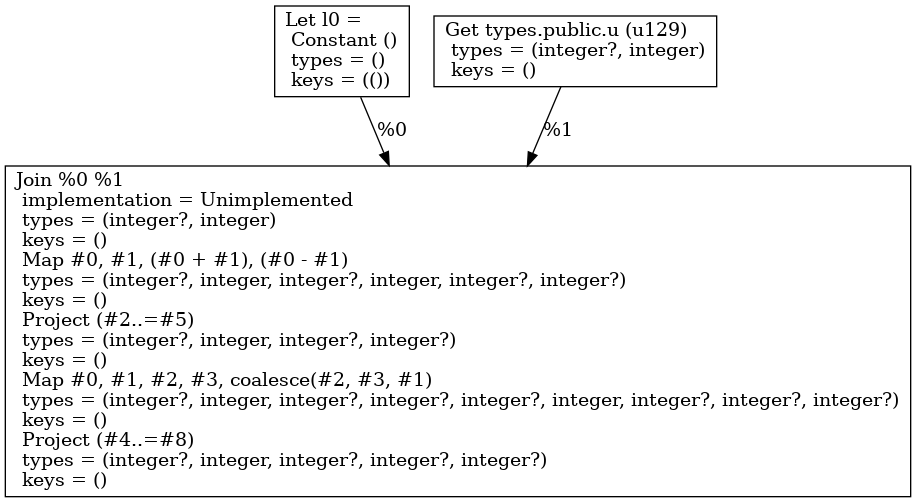 Let l0 =
Constant ()
types = ()
keys = (())
Get types.public.u (u129)
types = (integer?, integer)
keys = ()
%0
%1
Join %0 %1
implementation = Unimplemented
types = (integer?, integer)
keys = ()
Map #0, #1, (#0 + #1), (#0 - #1)
types = (integer?, integer, integer?, integer, integer?, integer?)
keys = ()
Project (#2..=#5)
types = (integer?, integer, integer?, integer?)
keys = ()
Map #0, #1, #2, #3, coalesce(#2, #3, #1)
types = (integer?, integer, integer?, integer?, integer?, integer, integer?, integer?, integer?)
keys = ()
Project (#4..=#8)
types = (integer?, integer, integer?, integer?, integer?)
keys = ()